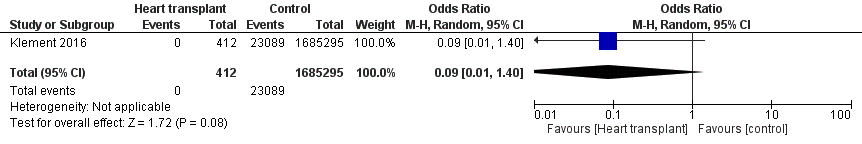 Heart transplant Control Odds Ratio Odds Ratio
Study or Subgroup Events Total Events Total Weight M-H, Random, 95% CI M-H, Random, 95% CI
Klement 2016 0 412 23089 1685295 100.0% 0.09 [0.01, 1.40]
Total (95% CI) 412 1685295 100.0% 0.09 [0.01, 1.40]
Total events 0 23089
Heterogeneity: Not applicable
Test for overall effect: Z = 1.72 (P = 0.08)
0.01 0.1 1 10 100
Favours [Heart transplant] Favours [control]